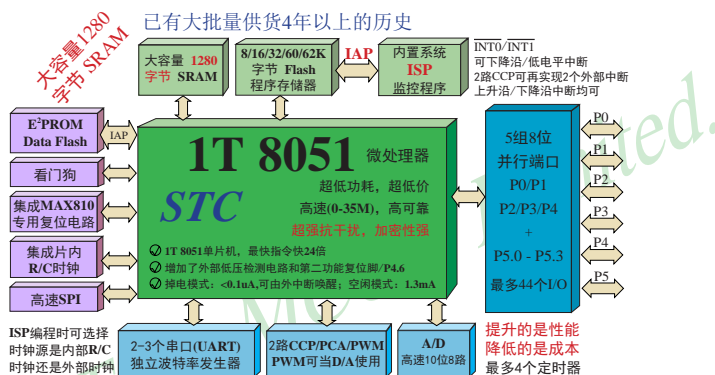 已有大批量供货4年以上的历史
大容量1280
字节 SRAM
大容量 1280
字节 SRAM
8/16/32/60/62K
字节 Flash
程序存储器
IAP
内置系统
ISP
监控程序
INT0/INT1
可下降沿/低电平中断
2路CCP可再实现2个外部中断
上升沿/下降沿中断均可
E²PROM
Data Flash
IAP
看门狗
集成MAX810
专用复位电路
集成片内
R/C时钟
高速SPI
1T 8051 微处理器
STC
超低功耗，超低价
高速(0-35M)，高可靠
超强抗干扰，加密性强
1T 8051单片机，最快指令快24倍
增加了外部低压检测电路和第二功能复位脚/P4.6
掉电模式：<0.1uA,可由外中断唤醒；空闲模式：1.3mA
5组8位
并行端口
P0/P1
P2/P3/P4
+
P5.0 - P5.3
最多44个I/O
P0
P1
P2
P3
P4
P5
ISP编程时可选择
时钟源是内部R/C
时钟还是外部时钟
2-3个串口(UART)
独立波特率发生器
2路CCP/PCA/PWM
PWM可当D/A使用
A/D
高速10位8路
提升的是性能
降低的是成本
最多4个定时器